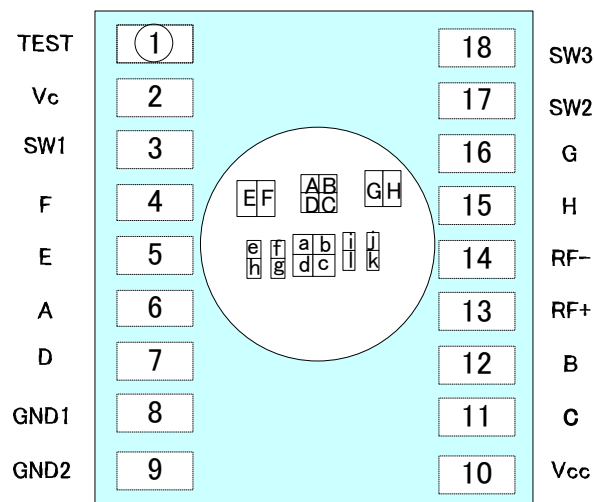 TEST 1 18 SW3
Vc 2 17 SW2
SW1 3 16 G
F 4 15 H
E 5 14 RF-
A 6 13 RF+
D 7 12 B
GND1 8 11 C
GND2 9 10 Vcc
E F A B G H
D C
e f a b i j
h g d c l k